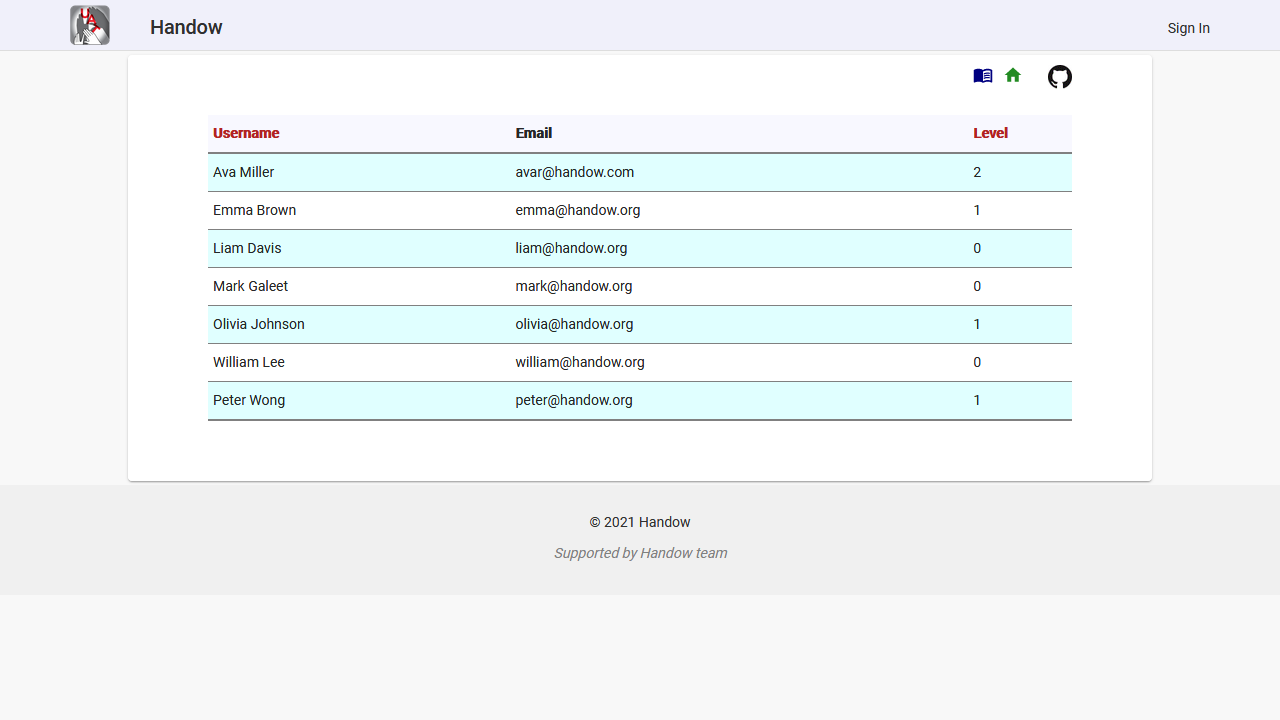 Handow
Sign In
Username Email Level
Ava Miller avar@handow.com 2
Emma Brown emma@handow.org 1
Liam Davis liam@handow.org 0
Mark Galeet mark@handow.org 0
Olivia Johnson olivia@handow.org 1
William Lee william@handow.org 0
Peter Wong peter@handow.org 1
© 2021 Handow
Supported by Handow team